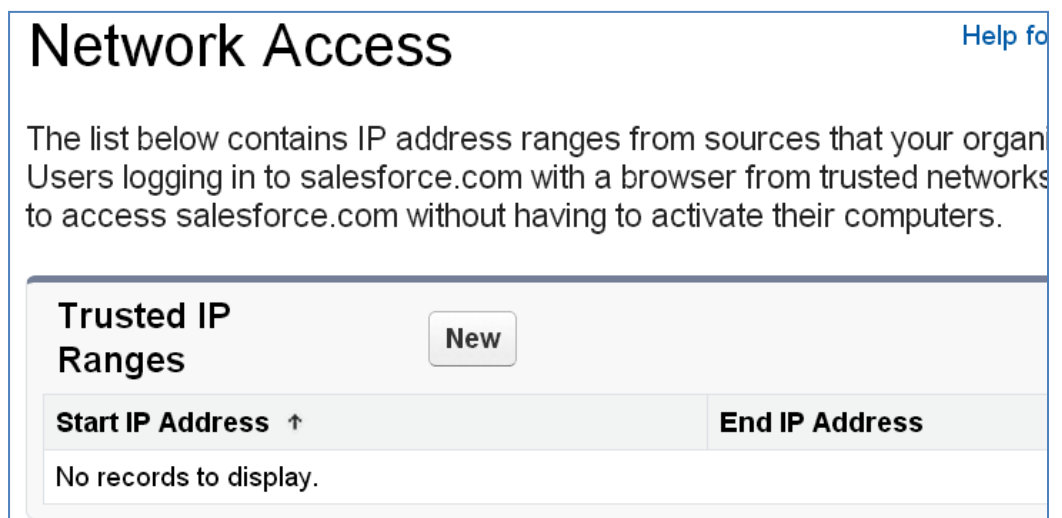 Network Access
Help fo
The list below contains IP address ranges from sources that your organi
Users logging in to salesforce.com with a browser from trusted networks
to access salesforce.com without having to activate their computers.
Trusted IP
Ranges
New
Start IP Address ↑
End IP Address
No records to display.